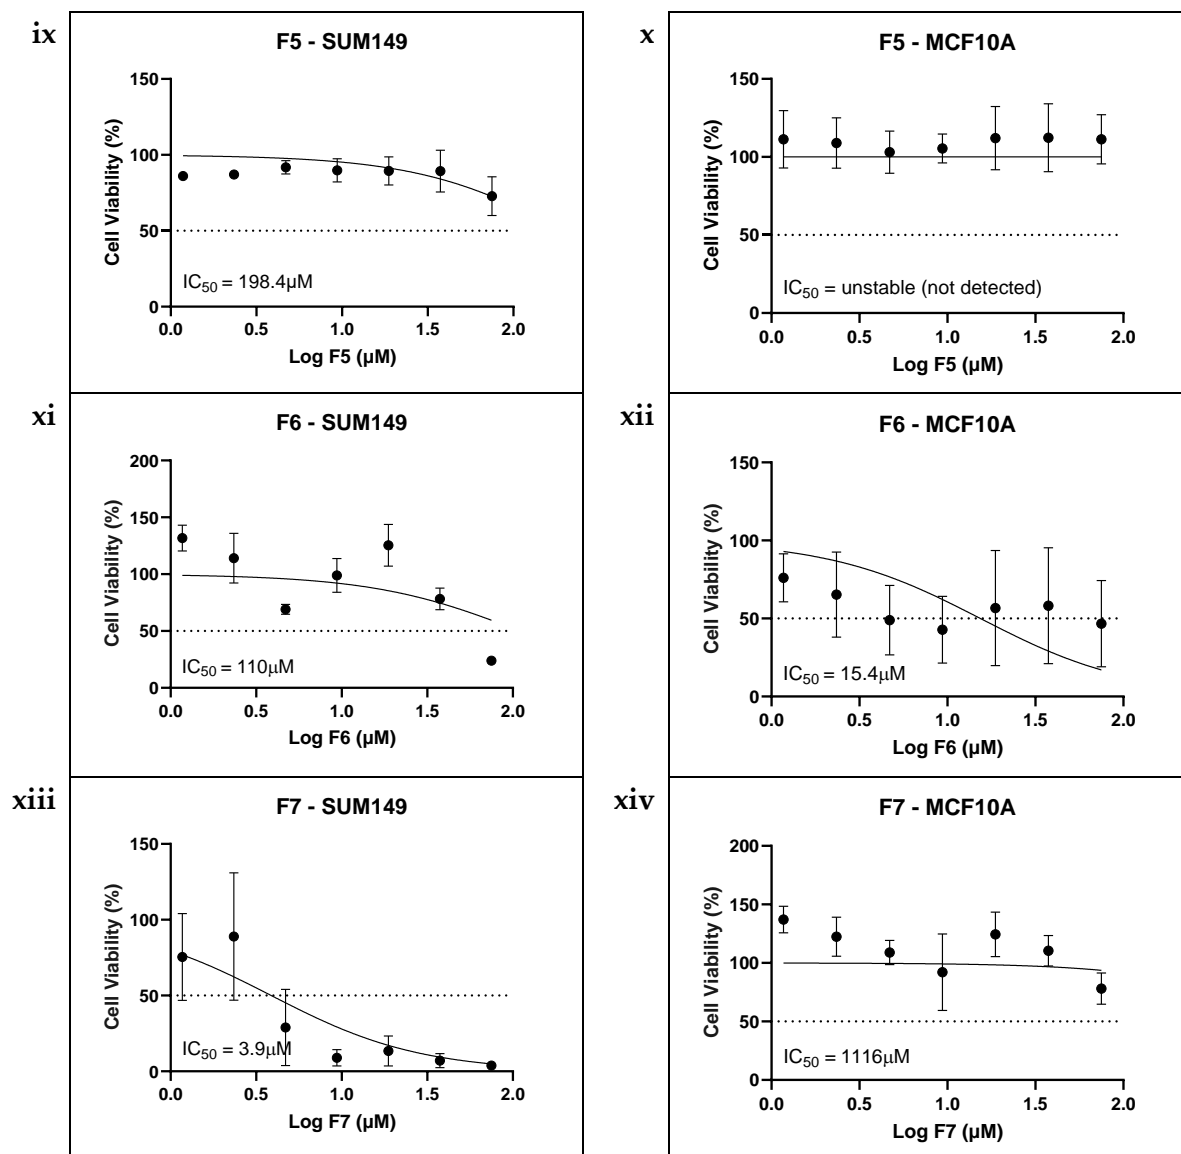 ix
F5 - SUM149
Cell Viability (%)
150
100
50
0
IC50 = 198.4µM
0.0 0.5 1.0 1.5 2.0
Log F5 (µM)
x
F5 - MCF10A
Cell Viability (%)
150
100
50
0
IC50 = unstable (not detected)
0.0 0.5 1.0 1.5 2.0
Log F5 (µM)
xi
F6 - SUM149
Cell Viability (%)
200
150
100
50
0
IC50 = 110µM
0.0 0.5 1.0 1.5 2.0
Log F6 (µM)
xii
F6 - MCF10A
Cell Viability (%)
150
100
50
0
IC50 = 15.4µM
0.0 0.5 1.0 1.5 2.0
Log F6 (µM)
xiii
F7 - SUM149
Cell Viability (%)
150
100
50
0
IC50 = 3.9µM
0.0 0.5 1.0 1.5 2.0
Log F7 (µM)
xiv
F7 - MCF10A
Cell Viability (%)
200
150
100
50
0
IC50 = 1116µM
0.0 0.5 1.0 1.5 2.0
Log F7 (µM)